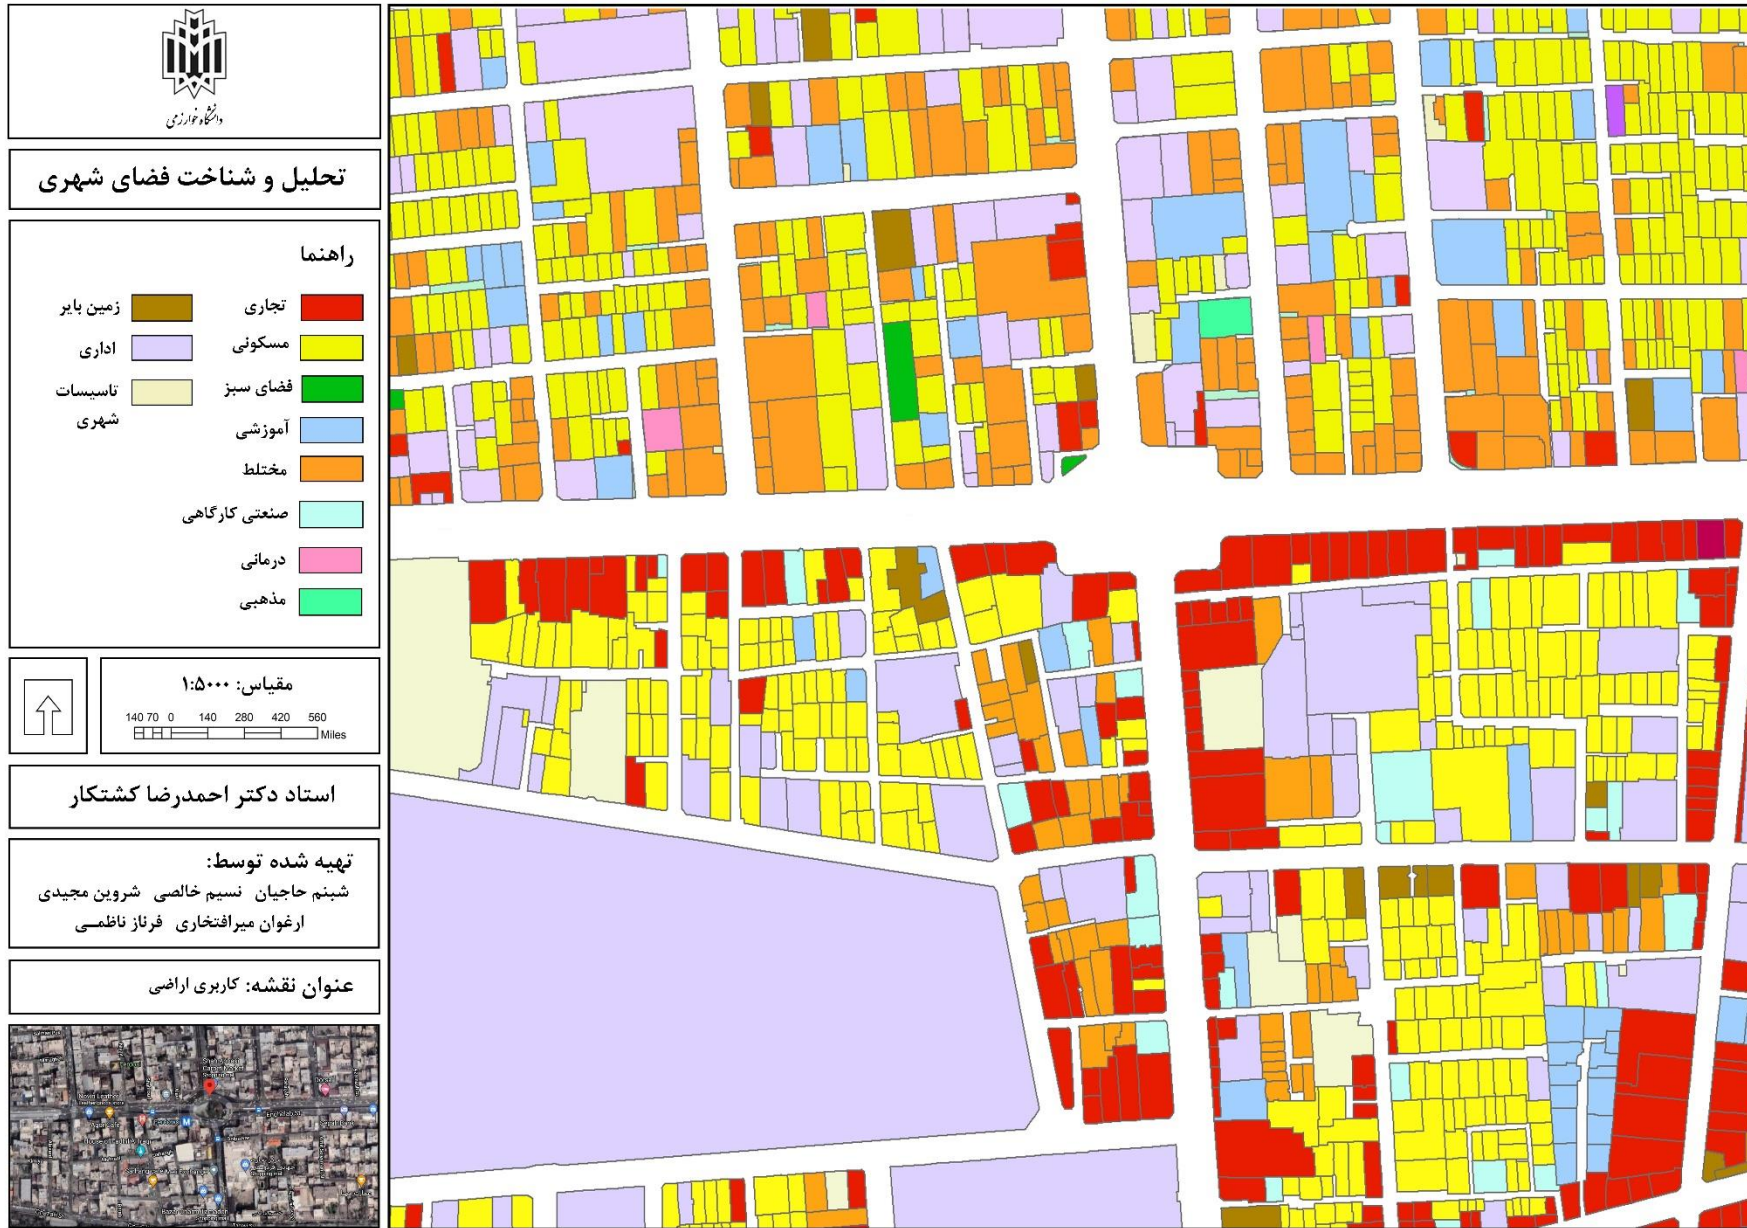 دانشگاه خوارزمی
تحلیل و شناخت فضای شهری
راهنما
تجاری
زمین بایر
مسکونی
اداری
فضای سبز
تاسیسات شهری
آموزشی
مختلط
صنعتی کارگاهی
درمانی
مذهبی
مقیاس: ۱:۵۰۰۰
140 70 0 140 280 420 560
Miles
استاد دکتر احمدرضا کشتکار
تهیه شده توسط:
شبنم حاجیان نسیم خالصی شروین مجیدی
ارغوان میرافتخاری فرناز ناظمی
عنوان نقشه: کاربری اراضی